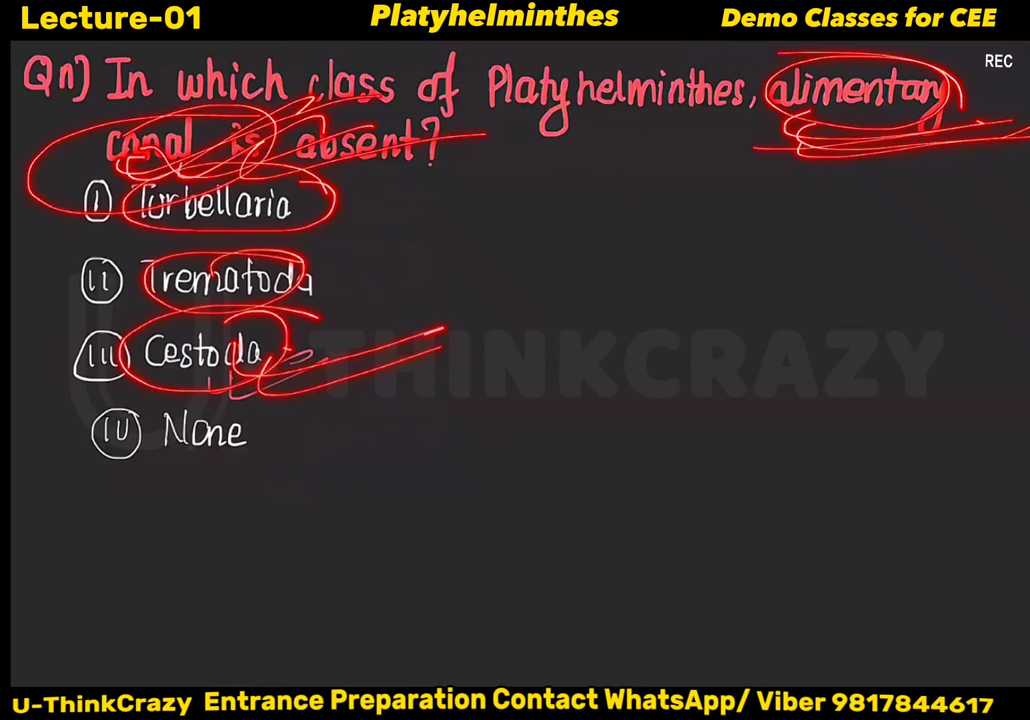 Lecture-01
Platyhelminthes
Demo Classes for CEE
REC
Qn) In which class of Platyhelminthes, alimentary
canal is absent?
(i) Turbellaria
(ii) Trematoda
(iii) Cestoda
(iv) None
U-THINKCRAZY
U-ThinkCrazy Entrance Preparation Contact WhatsApp/ Viber 9817844617